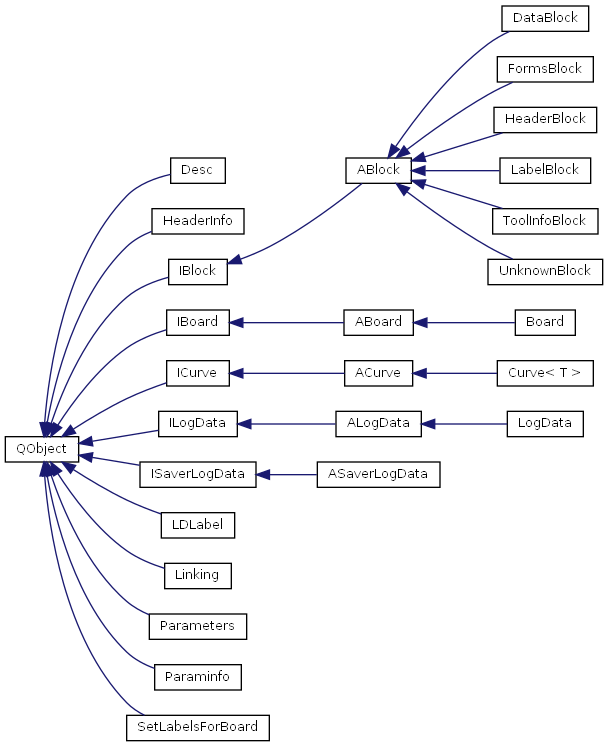 DataBlock
FormsBlock
HeaderBlock
Desc
ABlock
LabelBlock
HeaderInfo
ToolInfoBlock
IBlock
UnknownBlock
IBoard
ABoard
Board
ICurve
ACurve
Curve< T >
ILogData
ALogData
LogData
QObject
ISaverLogData
ASaverLogData
LDLabel
Linking
Parameters
Paraminfo
SetLabelsForBoard